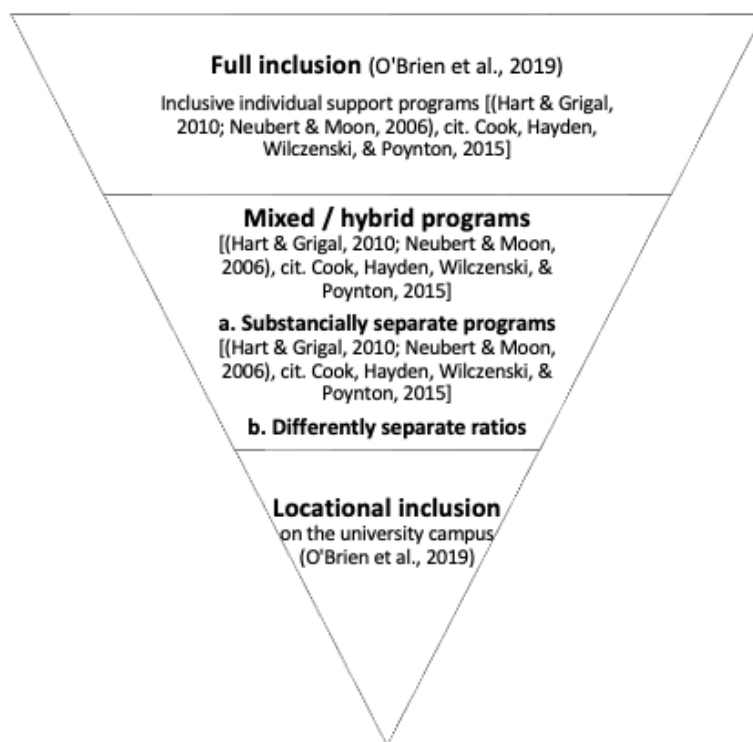 Full inclusion (O'Brien et al., 2019)
Inclusive individual support programs [(Hart & Grigal,
2010; Neubert & Moon, 2006), cit. Cook, Hayden,
Wilczenski, & Poynton, 2015]
Mixed / hybrid programs
[(Hart & Grigal, 2010; Neubert & Moon,
2006), cit. Cook, Hayden, Wilczenski, &
Poynton, 2015]
a. Substancially separate programs
[(Hart & Grigal, 2010; Neubert & Moon,
2006), cit. Cook, Hayden, Wilczenski, &
Poynton, 2015]
b. Differently separate ratios
Locational inclusion
on the university campus
(O'Brien et al., 2019)